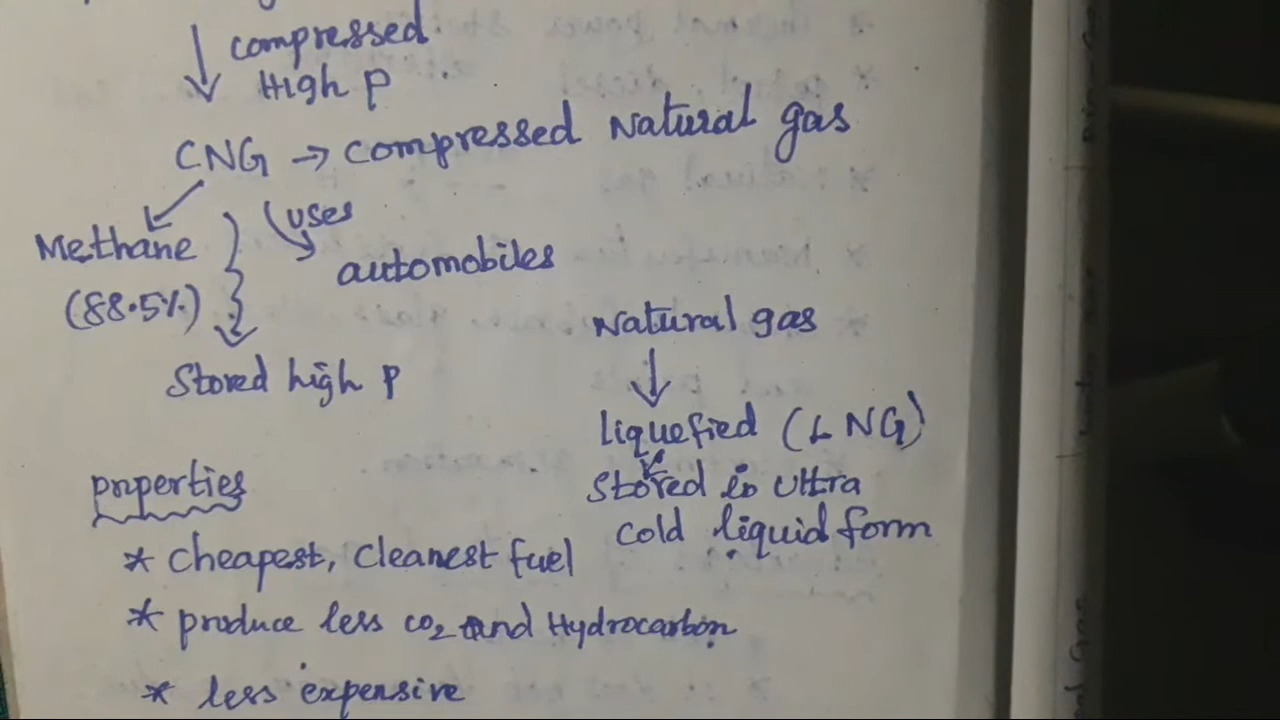 compressed
High P
CNG → compressed Natural gas
uses
Methane
automobiles
(88.5%)
Natural gas
Stored high P
liquefied (LNG)
properties
Stored in Ultra
cold liquid form
* cheapest, cleanest fuel
* produce less CO2 and Hydrocarbon.
* less expensive